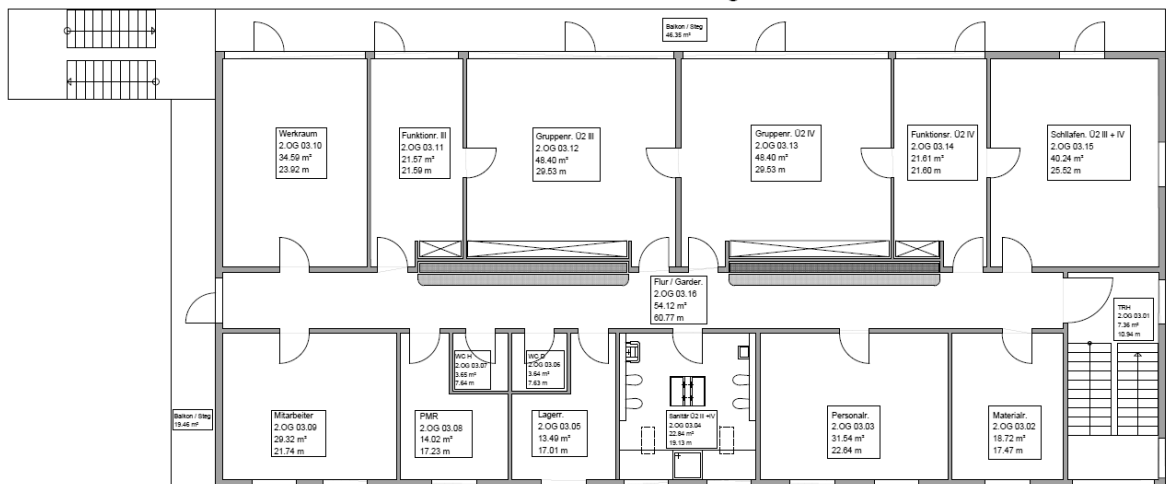 Balkon / Steg
46.35 m²
Werkraum
2.OG 03.10
34.59 m²
23.92 m
Funktionr. III
2.OG 03.11
21.57 m²
21.59 m
Gruppenr. Ü2 III
2.OG 03.12
48.40 m²
29.53 m
Gruppenr. Ü2 IV
2.OG 03.13
48.40 m²
29.53 m
Funktionsr. Ü2 IV
2.OG 03.14
21.61 m²
21.60 m
Schllafen. Ü2 III + IV
2.OG 03.15
40.24 m²
25.52 m
Flur / Garder.
2.OG 03.16
54.12 m²
60.77 m
TRH
2.OG 03.01
7.36 m²
10.94 m
WC H
2.OG 03.07
3.65 m²
7.64 m
WC D
2.OG 03.06
3.64 m²
7.63 m
Balkon / Steg
19.46 m²
Mitarbeiter
2.OG 03.09
29.32 m²
21.74 m
PMR
2.OG 03.08
14.02 m²
17.23 m
Lagerr.
2.OG 03.05
13.49 m²
17.01 m
Sanitär Ü2 III +IV
2.OG 03.04
22.84 m²
19.13 m
Personalr.
2.OG 03.03
31.54 m²
22.64 m
Materialr.
2.OG 03.02
18.72 m²
17.47 m